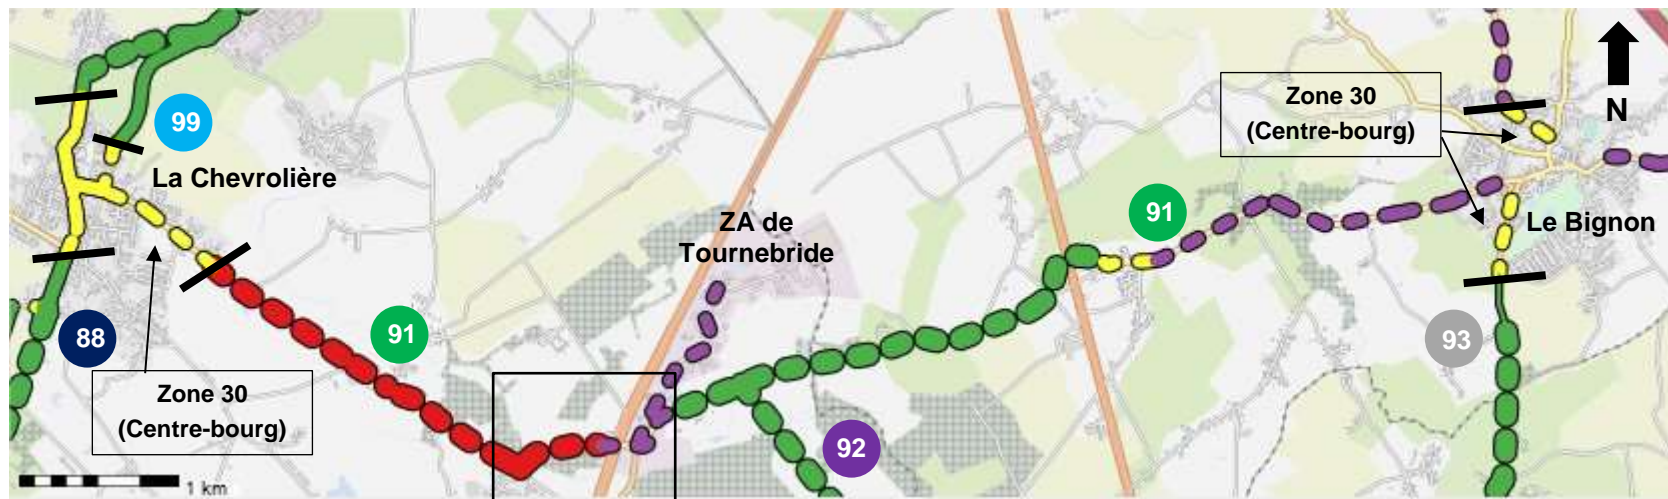 Zone 30
(Centre-bourg)
N
99
La Chevrolière
91
ZA de
Tournebride
Le Bignon
88
91
93
Zone 30
(Centre-bourg)
92
1 km